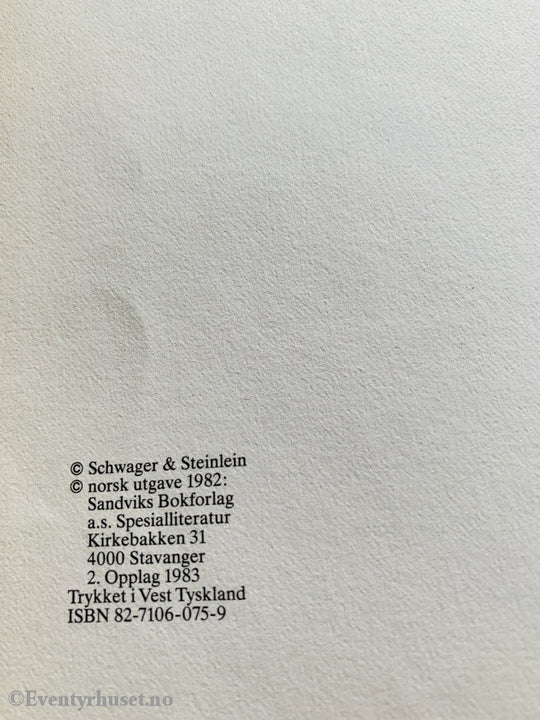 © Schwager & Steinlein
© norsk utgave 1982:
Sandviks Bokforlag
a.s. Spesialliteratur
Kirkebakken 31
4000 Stavanger
2. Opplag 1983
Trykket i Vest Tyskland
ISBN 82-7106-075-9
©Eventyrhuset.no